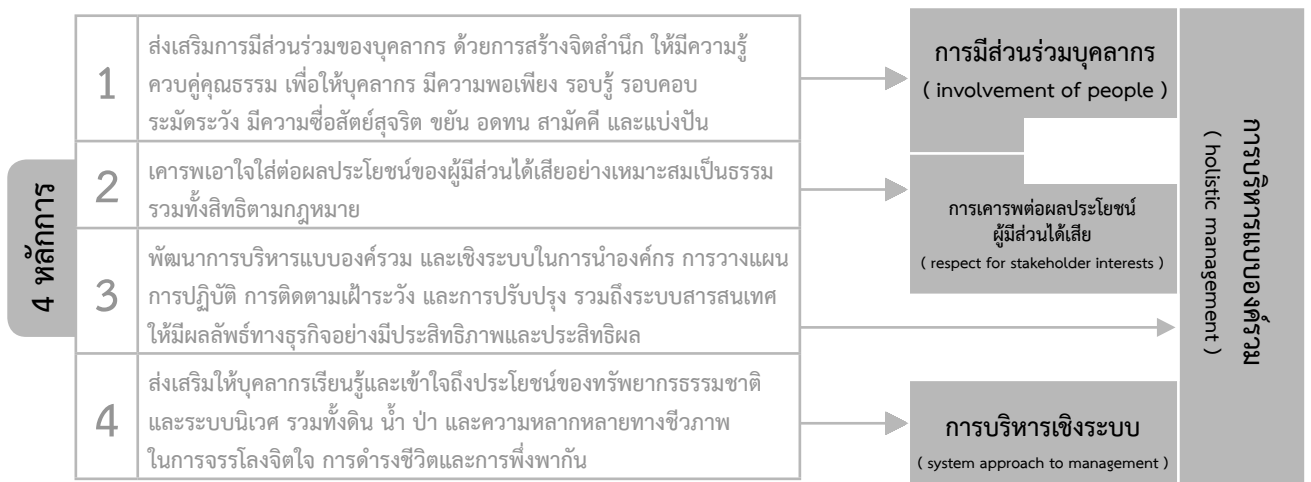 4 หลักการ
1
ส่งเสริมการมีส่วนร่วมของบุคลากร ด้วยการสร้างจิตสำนึก ให้มีความรู้
ควบคู่คุณธรรม เพื่อให้บุคลากร มีความพอเพียง รอบรู้ รอบคอบ
ระมัดระวัง มีความซื่อสัตย์สุจริต ขยัน อดทน สามัคคี และแบ่งปัน
2
เคารพเอาใจใส่ต่อผลประโยชน์ของผู้มีส่วนได้เสียอย่างเหมาะสมเป็นธรรม
รวมทั้งสิทธิตามกฎหมาย
3
พัฒนาการบริหารแบบองค์รวม และเชิงระบบในการนำองค์กร การวางแผน
การปฏิบัติ การติดตามเฝ้าระวัง และการปรับปรุง รวมถึงระบบสารสนเทศ
ให้มีผลลัพธ์ทางธุรกิจอย่างมีประสิทธิภาพและประสิทธิผล
4
ส่งเสริมให้บุคลากรเรียนรู้และเข้าใจถึงประโยชน์ของทรัพยากรธรรมชาติ
และระบบนิเวศ รวมทั้งดิน น้ำ ป่า และความหลากหลายทางชีวภาพ
ในการจรรโลงจิตใจ การดำรงชีวิตและการพึ่งพากัน
การมีส่วนร่วมบุคลากร
( involvement of people )
การเคารพต่อผลประโยชน์
ผู้มีส่วนได้เสีย
( respect for stakeholder interests )
การบริหารเชิงระบบ
( system approach to management )
การบริหารแบบองค์รวม
( holistic management )